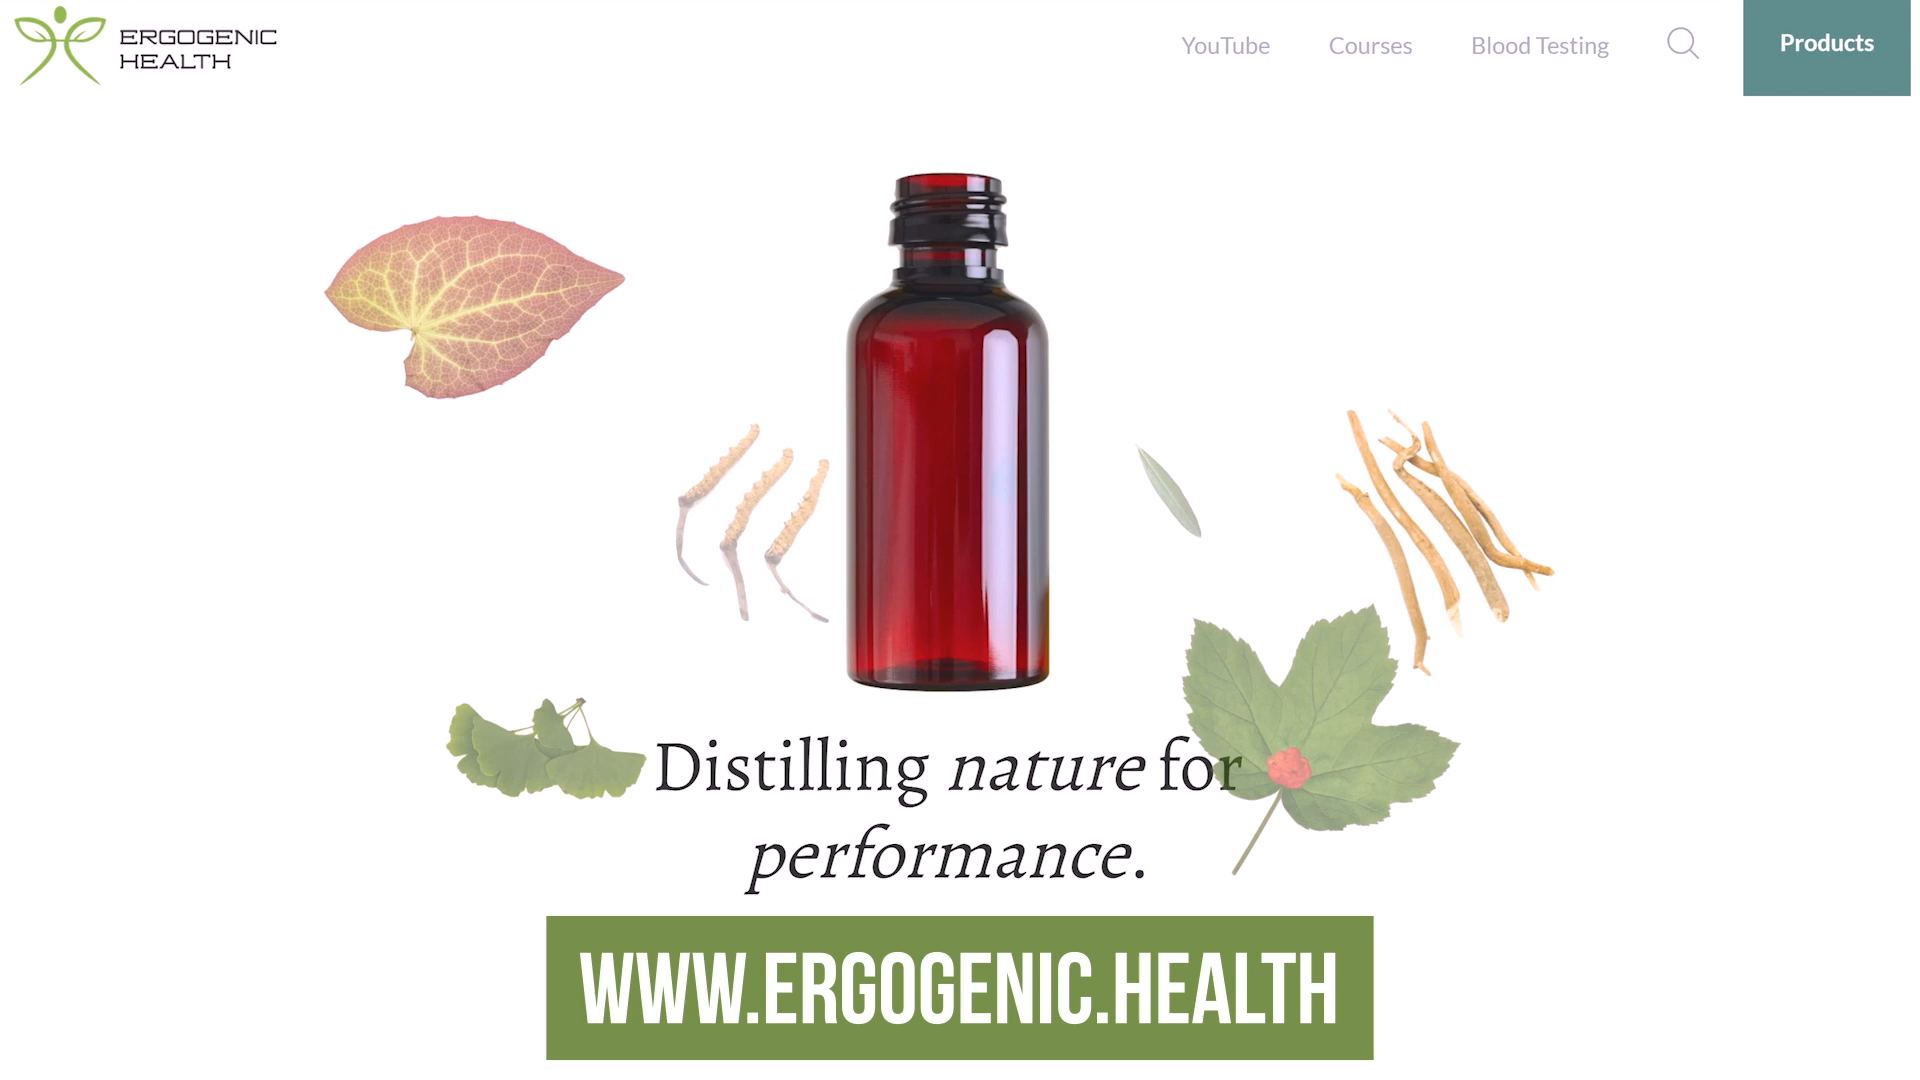 ERGOGENIC
HEALTH
YouTube
Courses
Blood Testing
Products
Distilling nature for
performance.
WWW.ERGOGENIC.HEALTH